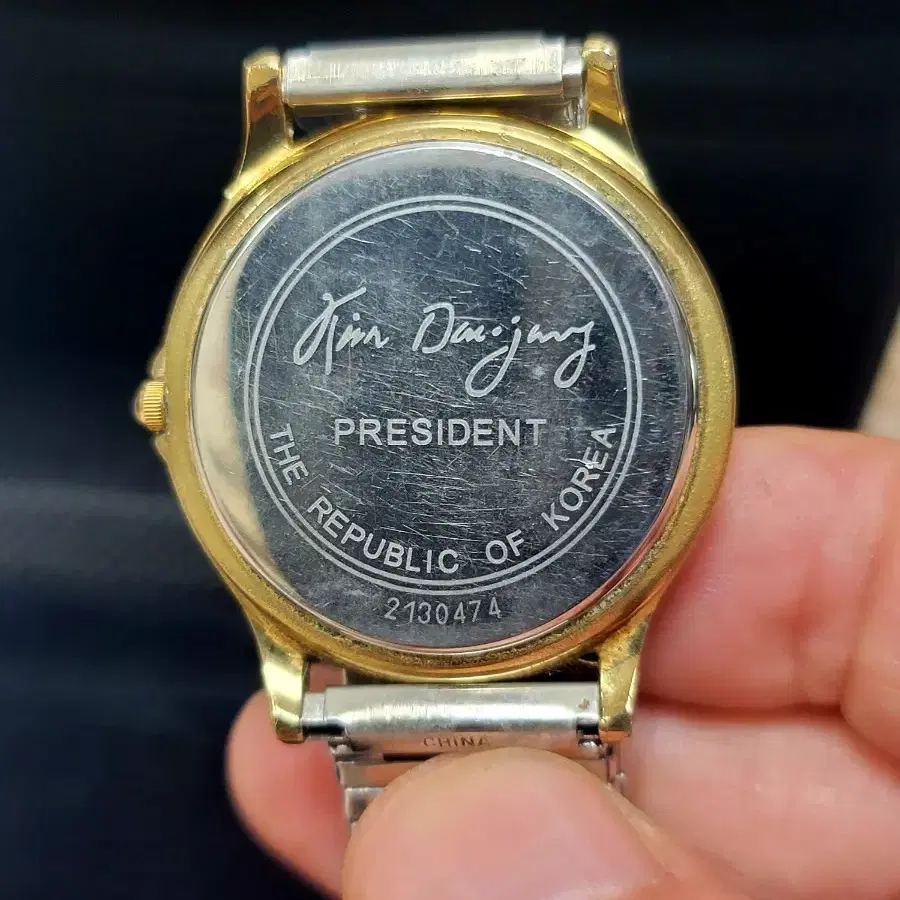 Kim Dae-jung
PRESIDENT
THE REPUBLIC OF KOREA
2130474
CHINA